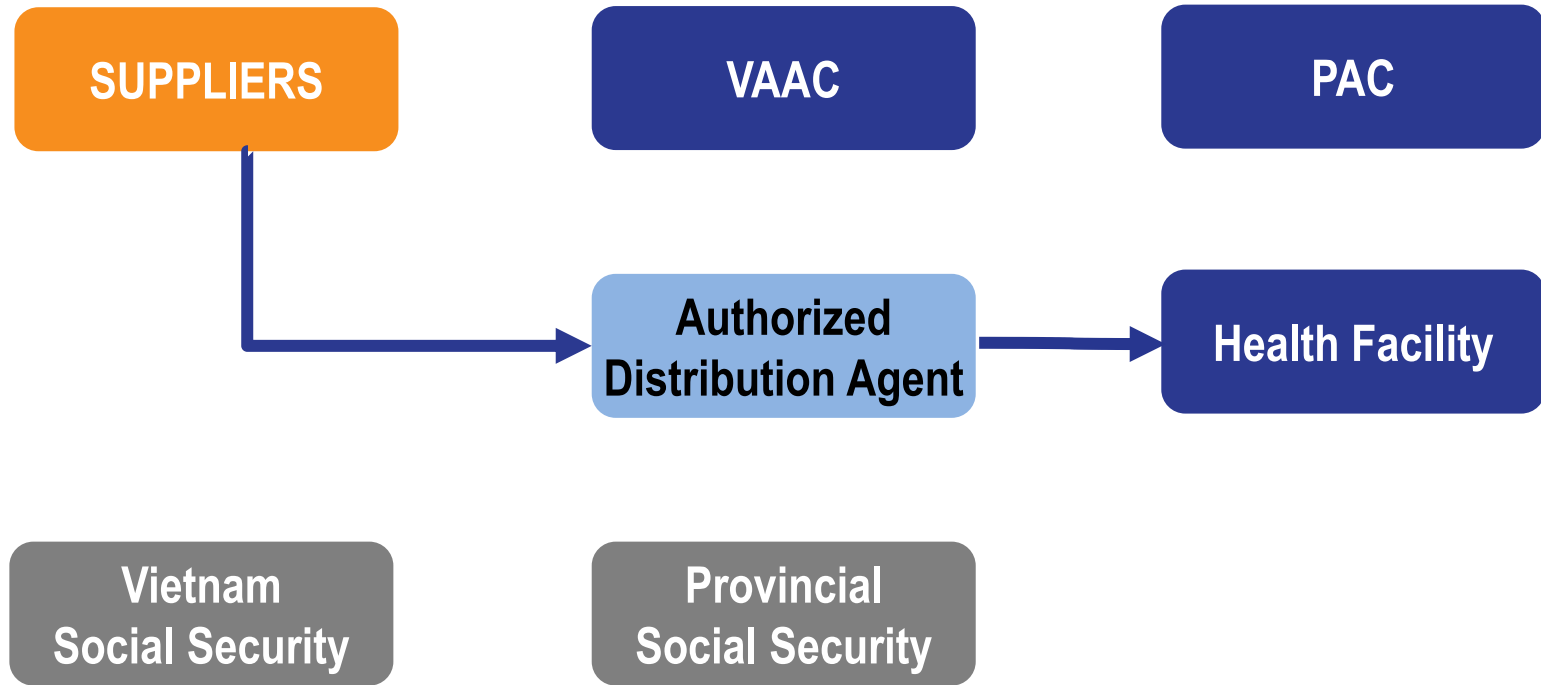 SUPPLIERS
VAAC
PAC
Authorized
Distribution Agent
Health Facility
Vietnam
Social Security
Provincial
Social Security